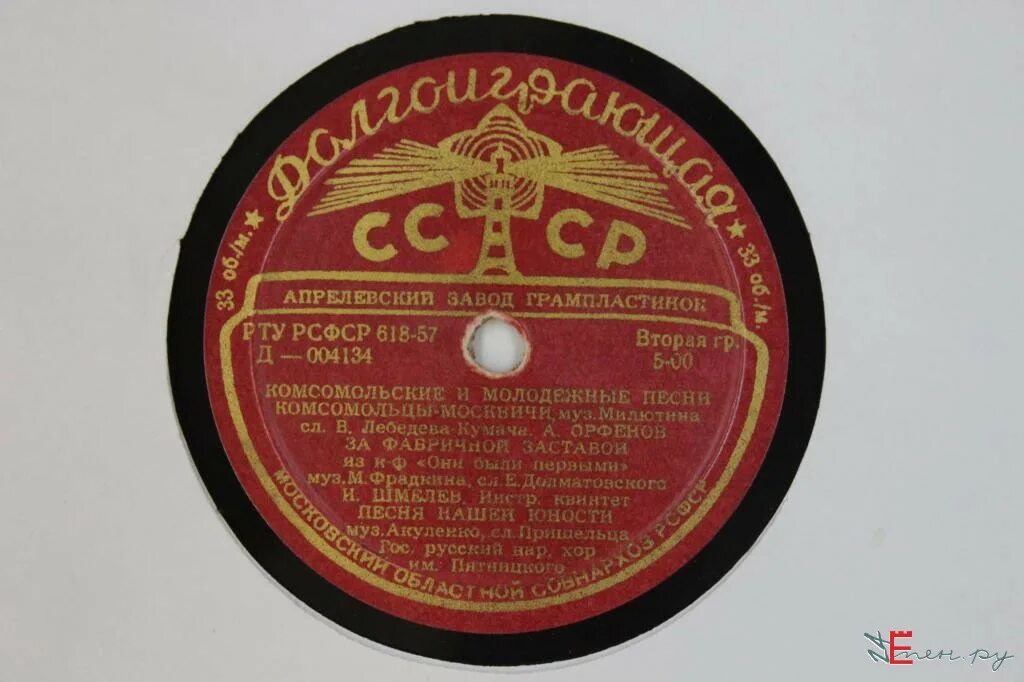 Долгоиграющая
33 об./м. ★ ★ 33 об./м.
СССР
АПРЕЛЕВСКИЙ ЗАВОД ГРАМПЛАСТИНОК
РТУ РСФСР 618-57 Вторая гр.
Д — 004134 5-00
КОМСОМОЛЬСКИЕ И МОЛОДЕЖНЫЕ ПЕСНИ
КОМСОМОЛЬЦЫ-МОСКВИЧИ, муз. Милютина
сл. В. Лебедева-Кумача. А. ОРФЕНОВ
ЗА ФАБРИЧНОЙ ЗАСТАВОЙ
из к-ф «Они были первыми»
муз. М. Фрадкина, сл. Е. Долматовского
И. ШМЕЛЕВ. Инстр. квинтет
ПЕСНЯ НАШЕЙ ЮНОСТИ
муз. Акуленко, сл. Пришельца
Гос. русский нар. хор
им. Пятницкого
МОСКОВСКИЙ ОБЛАСТНОЙ СОВНАРХОЗ РСФСР